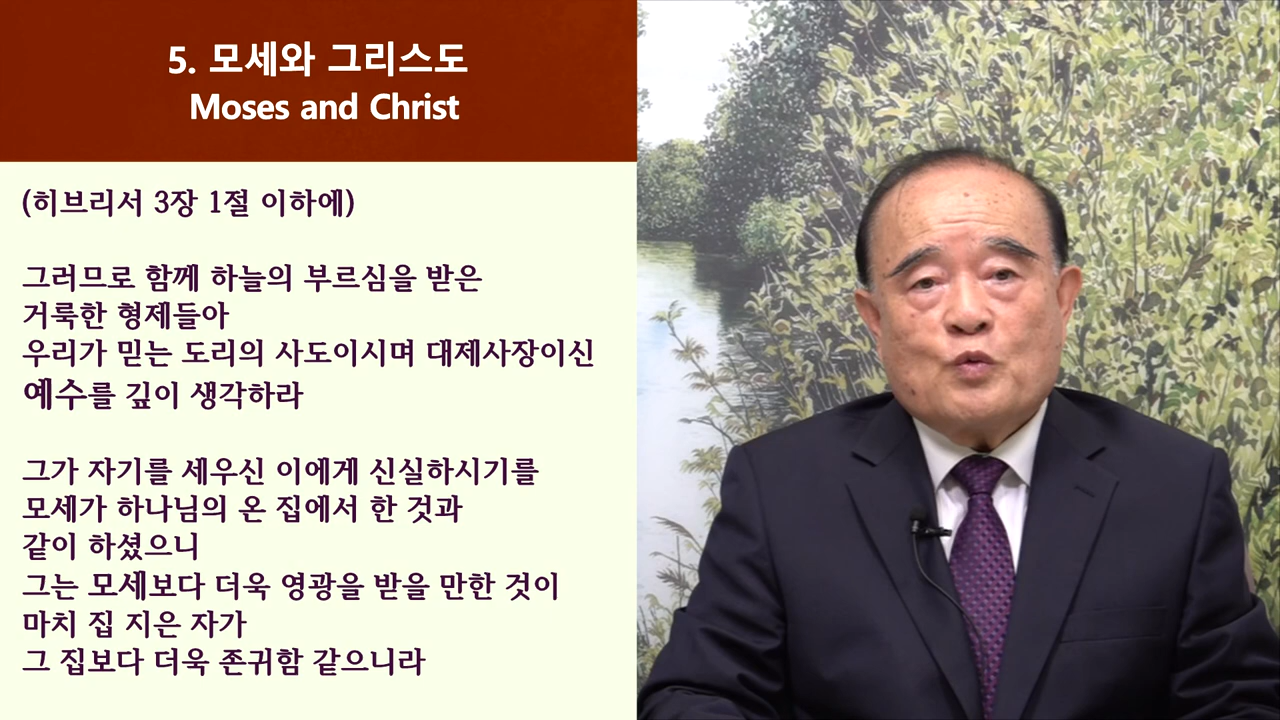 5. 모세와 그리스도
Moses and Christ
(히브리서 3장 1절 이하에)
그러므로 함께 하늘의 부르심을 받은
거룩한 형제들아
우리가 믿는 도리의 사도이시며 대제사장이신
예수를 깊이 생각하라
그가 자기를 세우신 이에게 신실하시기를
모세가 하나님의 온 집에서 한 것과
같이 하셨으니
그는 모세보다 더욱 영광을 받을 만한 것이
마치 집 지은 자가
그 집보다 더욱 존귀함 같으니라